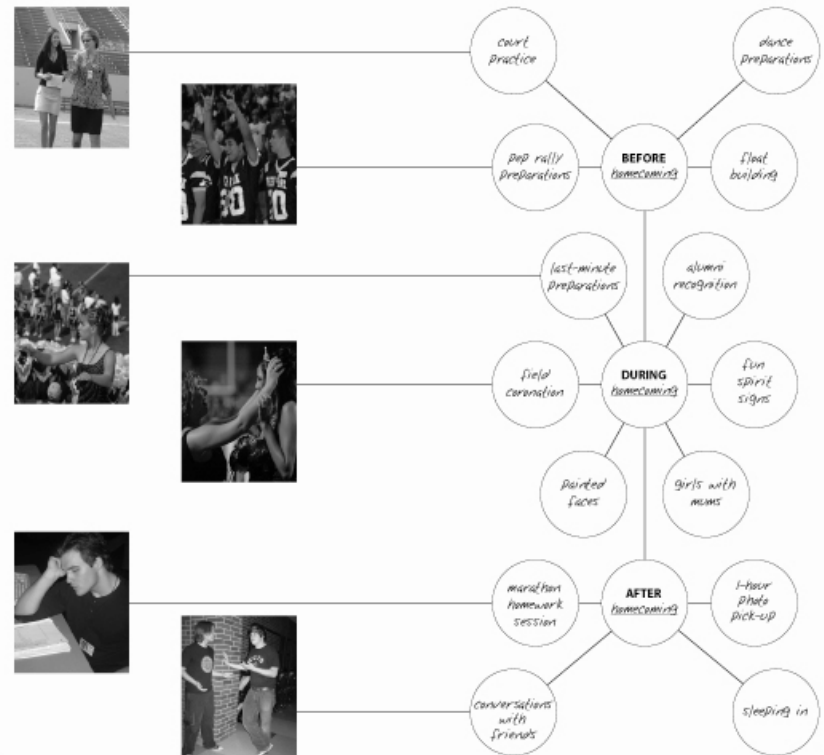 court
practice
dance
preparations
pep rally
preparations
BEFORE
homecoming
float
building
last-minute
preparations
alumni
recognition
field
coronation
DURING
homecoming
fun
spirit
signs
painted
faces
girls with
mums
marathon
homework
session
AFTER
homecoming
1-hour
photo
pick-up
conversations
with
friends
sleeping in